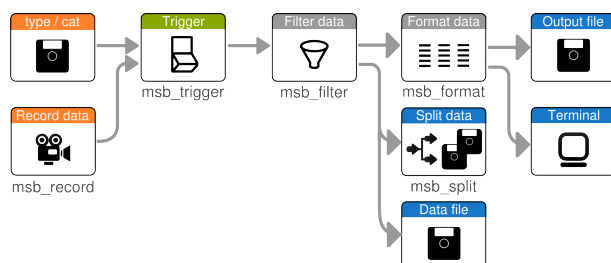 type / cat
Trigger
Filter data
Format data
Output file
msb_trigger
msb_filter
msb_format
Record data
Split data
Terminal
msb_record
msb_split
Data file